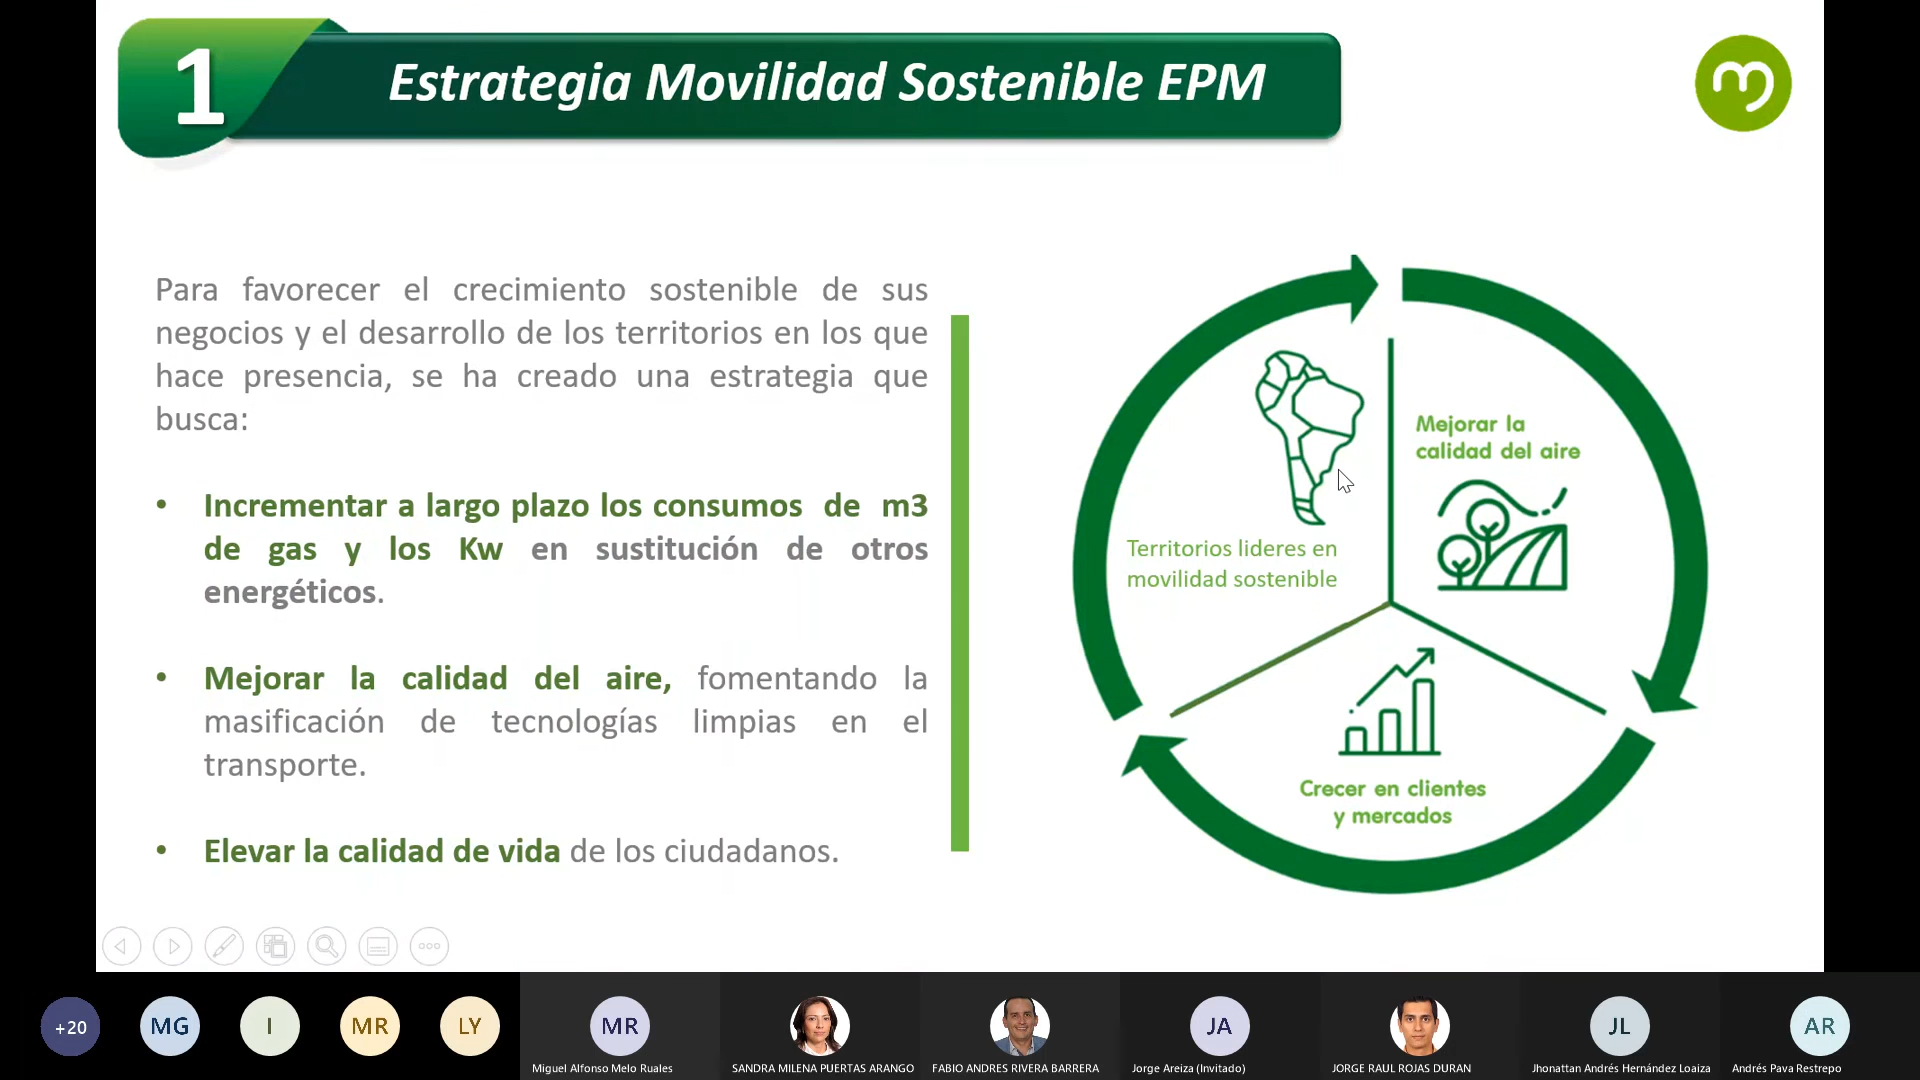 1
Estrategia Movilidad Sostenible EPM
m
Para favorecer el crecimiento sostenible de sus
negocios y el desarrollo de los territorios en los que
hace presencia, se ha creado una estrategia que
busca:
• Incrementar a largo plazo los consumos de m3
de gas y los Kw en sustitución de otros
energéticos.
• Mejorar la calidad del aire, fomentando la
masificación de tecnologías limpias en el
transporte.
• Elevar la calidad de vida de los ciudadanos.
Territorios lideres en
movilidad sostenible
Mejorar la
calidad del aire
Crecer en clientes
y mercados
+20
MG
I
MR
LY
MR
JA
JL
AR
Miguel Alfonso Melo Ruales
SANDRA MILENA PUERTAS ARANGO
FABIO ANDRES RIVERA BARRERA
Jorge Areiza (Invitado)
JORGE RAUL ROJAS DURAN
Jhonattan Andrés Hernández Loaiza
Andrés Pava Restrepo